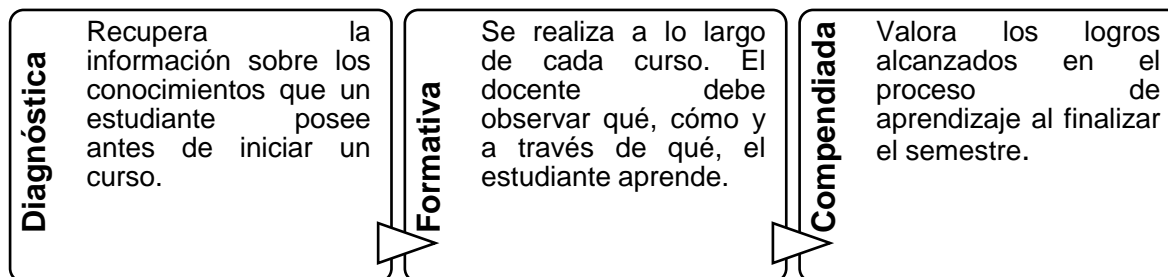 Diagnóstica
Recupera la
información sobre los
conocimientos que un
estudiante posee
antes de iniciar un
curso.
Formativa
Se realiza a lo largo
de cada curso. El
docente debe
observar qué, cómo y
a través de qué, el
estudiante aprende.
Compendiada
Valora los logros
alcanzados en el
proceso de
aprendizaje al finalizar
el semestre.